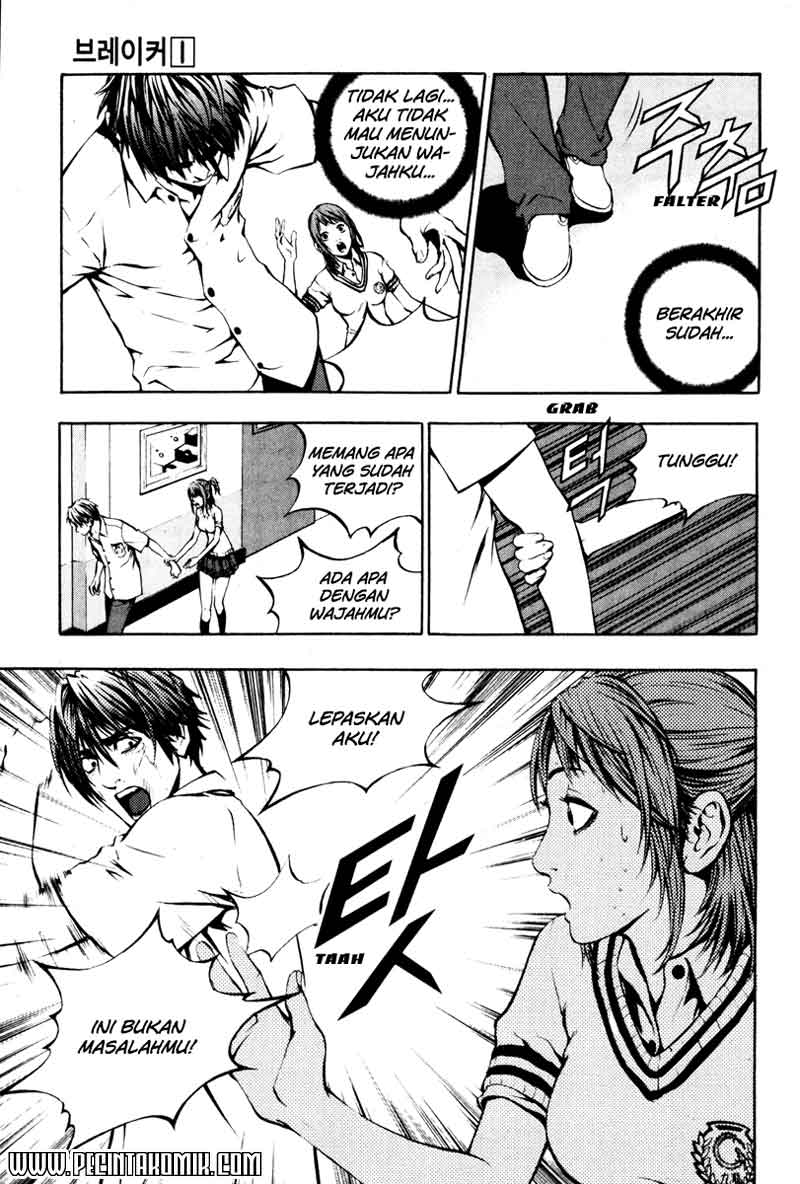 브레이커 1
TIDAK LAGI...
AKU TIDAK
MAU MENUN-
JUKAN WA-
JAHKU...
주춤
FALTER
BERAKHIR
SUDAH...
MEMANG APA
YANG SUDAH
TERJADI?
ADA APA
DENGAN
WAJAHMU?
GRAB
턱
TUNGGU!
LEPASKAN
AKU!
탓
TAAH
INI BUKAN
MASALAHMU!
WWW.PECINTAKOMIK.COM